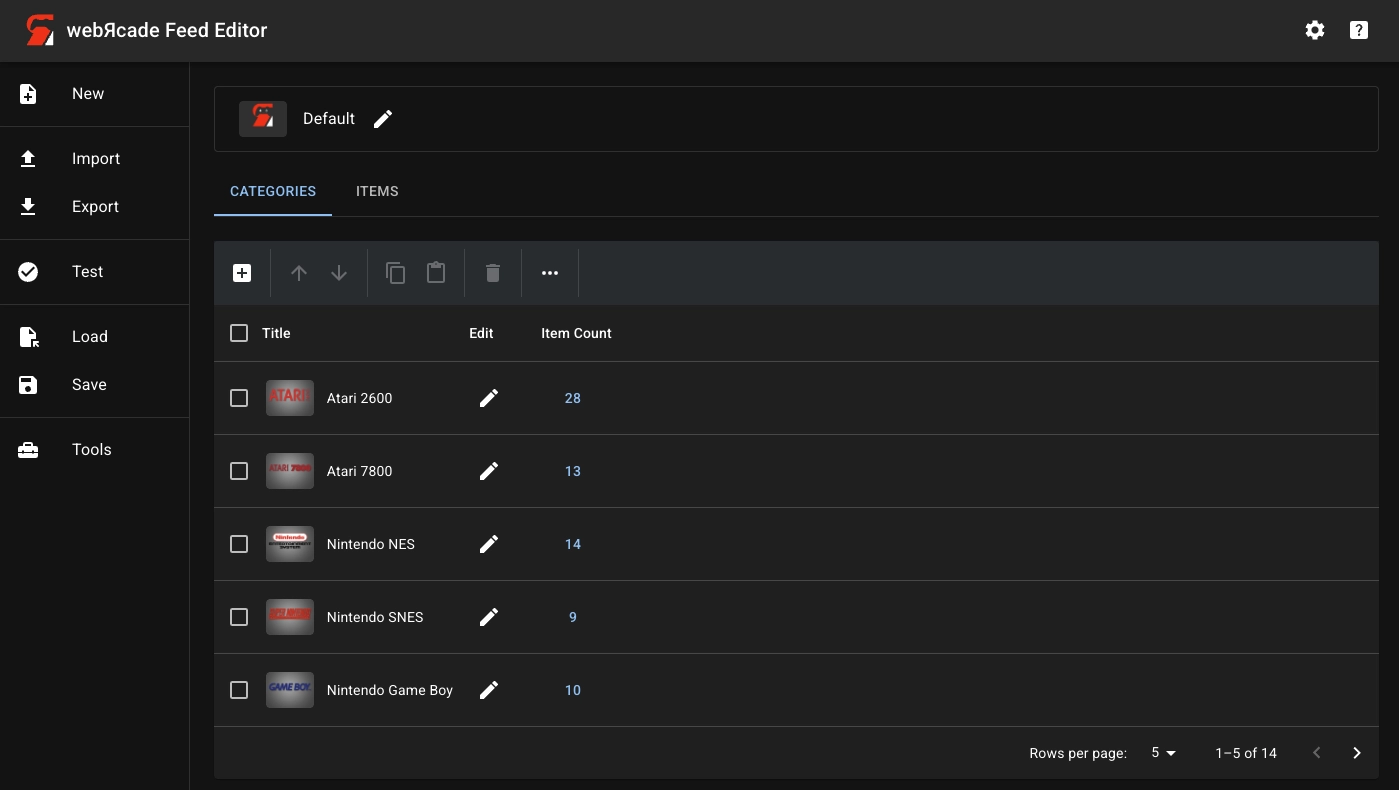 webЯcade Feed Editor
New
Import
Export
Test
Load
Save
Tools
Default
CATEGORIES ITEMS
Title Edit Item Count
ATARI Atari 2600 28
ATARI 7800 Atari 7800 13
Nintendo Nintendo NES 14
Nintendo SNES 9
GAME BOY Nintendo Game Boy 10
Rows per page: 5 1–5 of 14